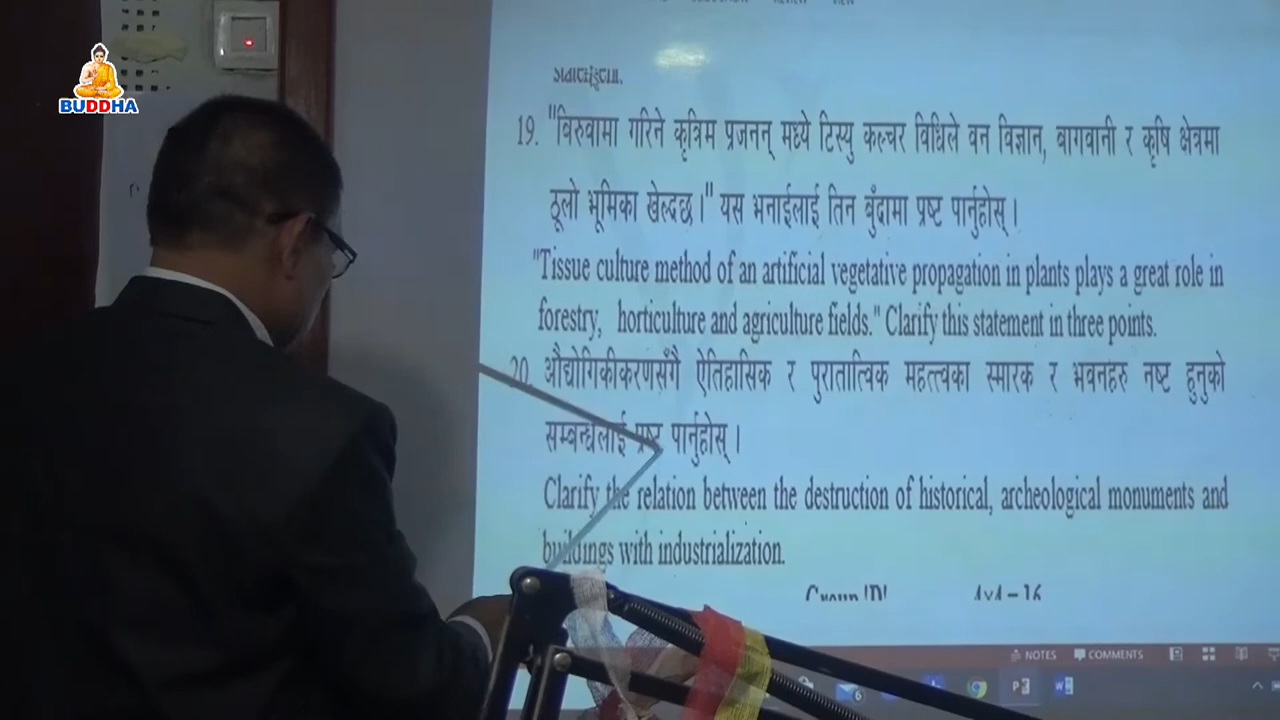 BUDDHA
19. "विरुवामा गरिने कृत्रिम प्रजनन् मध्ये टिस्यु कल्चर विधिले वन विज्ञान, बागवानी र कृषि क्षेत्रमा
ठूलो भूमिका खेल्दछ।" यस भनाईलाई तिन बुँदामा प्रष्ट पार्नुहोस्।
"Tissue culture method of an artificial vegetative propagation in plants plays a great role in
forestry, horticulture and agriculture fields." Clarify this statement in three points.
20. औद्योगिकीकरणसँगै ऐतिहासिक र पुरातात्विक महत्त्वका स्मारक र भवनहरु नष्ट हुनुको
सम्बन्धलाई प्रष्ट पार्नुहोस्।
Clarify the relation between the destruction of historical, archeological monuments and
buildings with industrialization.
Group 'D' 4x4=16
NOTES COMMENTS